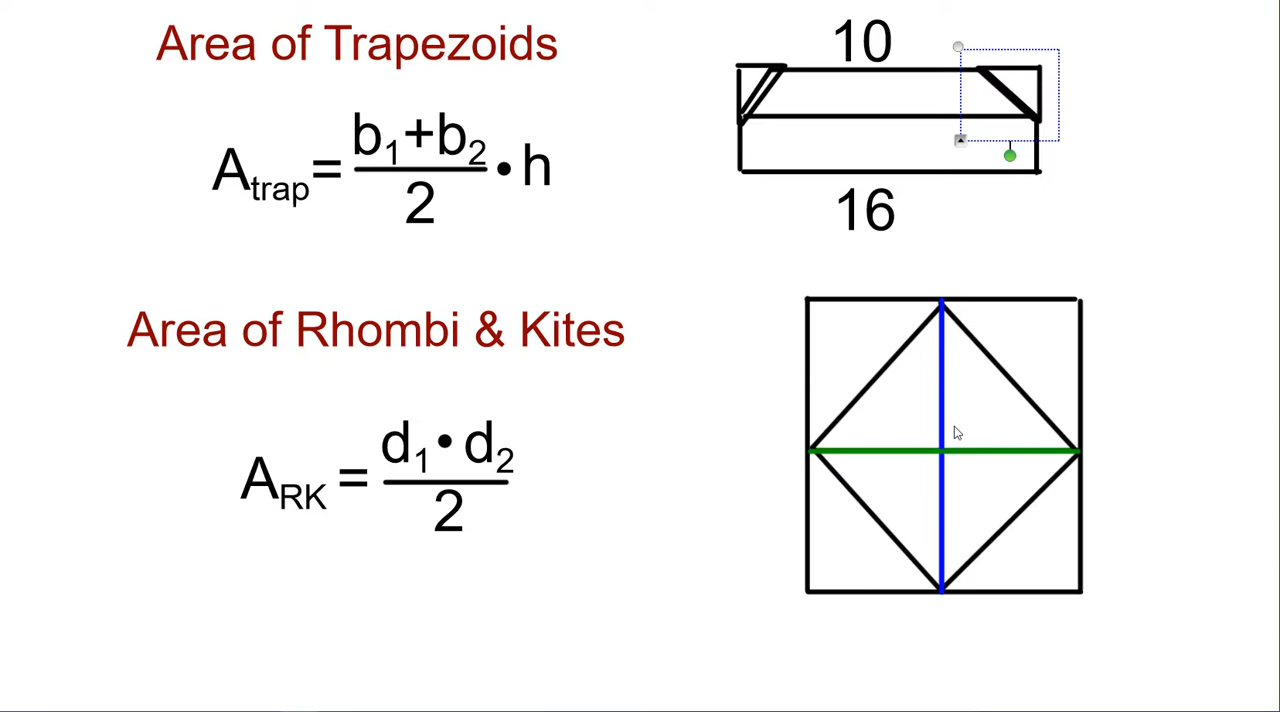 Area of Trapezoids
A_trap = (b₁+b₂)/2 • h
10
16
Area of Rhombi & Kites
A_RK = (d₁ • d₂)/2